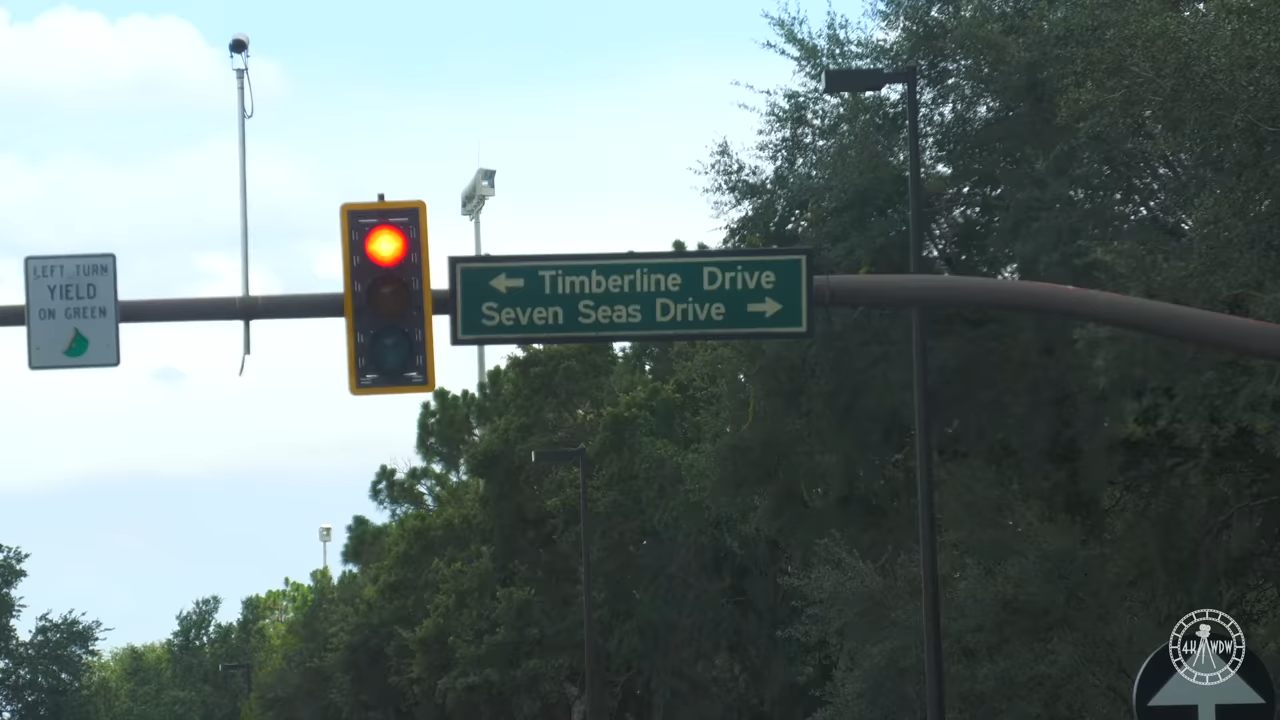 LEFT TURN
YIELD
ON GREEN
Timberline Drive
Seven Seas Drive
4K WDW